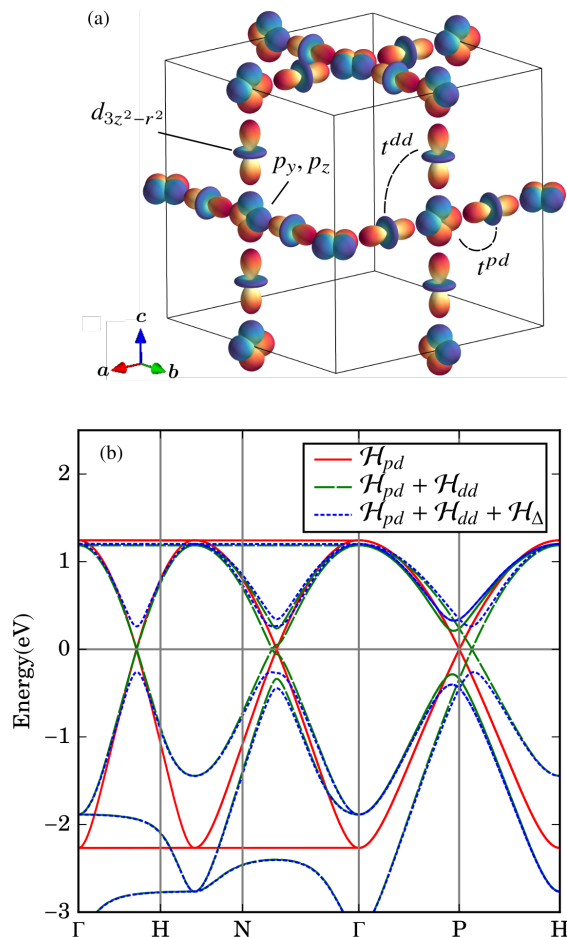 (a)
d_{3z^2-r^2}
p_y, p_z
t^{dd}
t^{pd}
c
a
b
(b)
ℋ_{pd}
ℋ_{pd} + ℋ_{dd}
ℋ_{pd} + ℋ_{dd} + ℋ_Δ
Energy(eV)
2
1
0
−1
−2
−3
Γ H N Γ P H